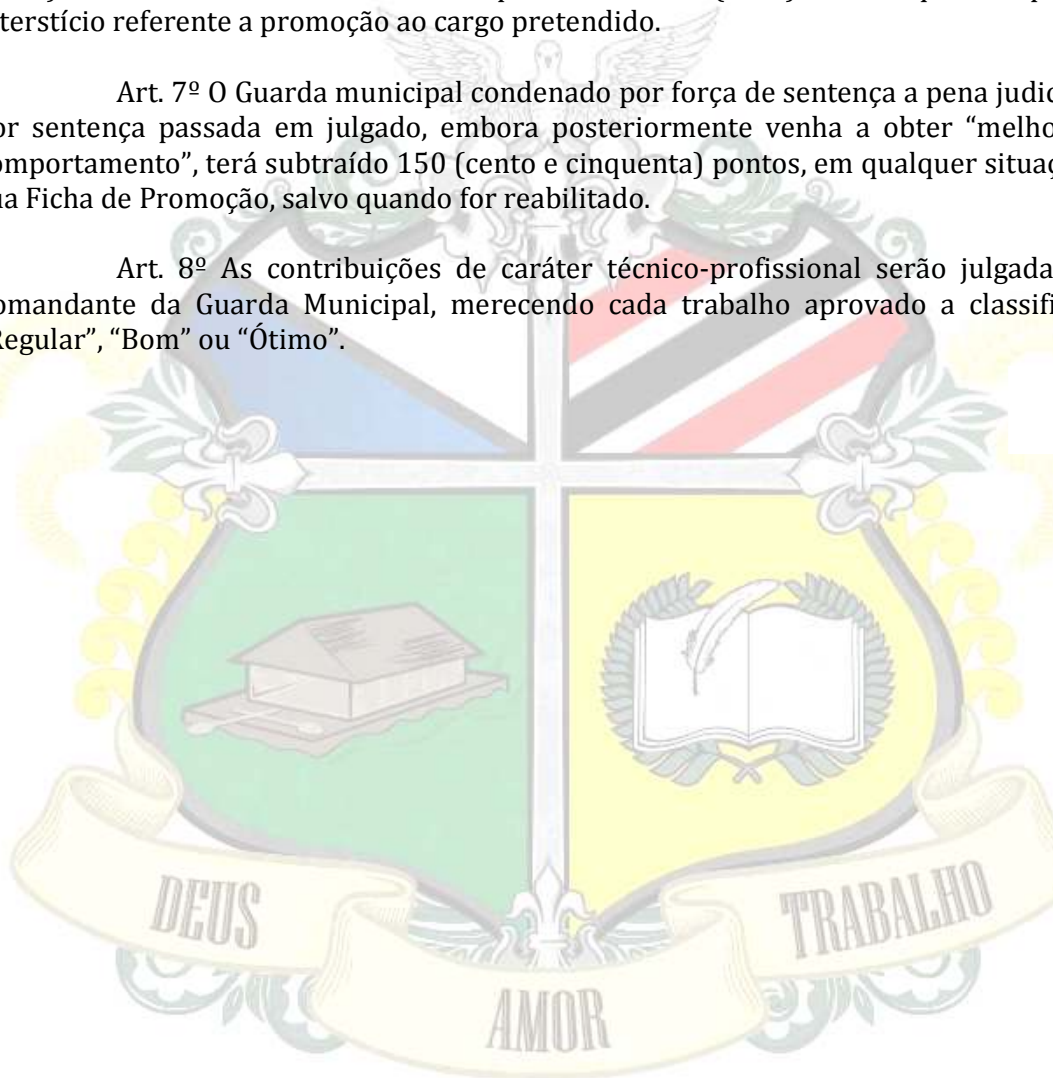 terstício referente a promoção ao cargo pretendido.
Art. 7º O Guarda municipal condenado por força de sentença a pena judic
or sentença passada em julgado, embora posteriormente venha a obter “melho
omportamento”, terá subtraído 150 (cento e cinquenta) pontos, em qualquer situaç
ua Ficha de Promoção, salvo quando for reabilitado.
Art. 8º As contribuições de caráter técnico-profissional serão julgada
omandante da Guarda Municipal, merecendo cada trabalho aprovado a classifi
Regular”, “Bom” ou “Ótimo”.
DEUS
AMOR
TRABALHO